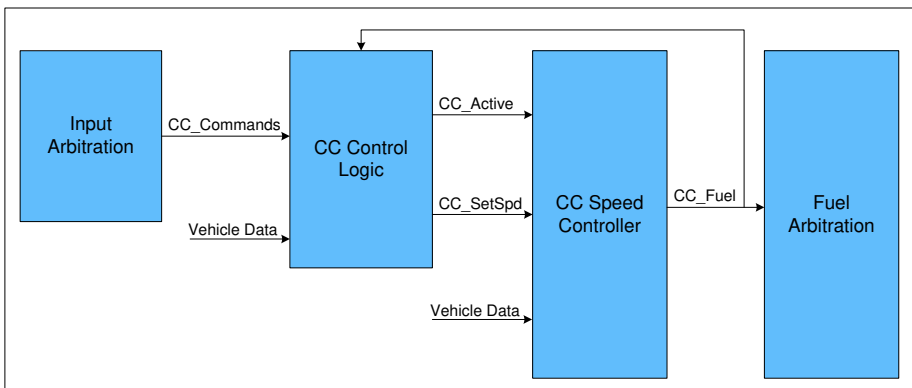 Input
Arbitration
CC_Commands
Vehicle Data
CC Control
Logic
CC_Active
CC_SetSpd
Vehicle Data
CC Speed
Controller
CC_Fuel
Fuel
Arbitration